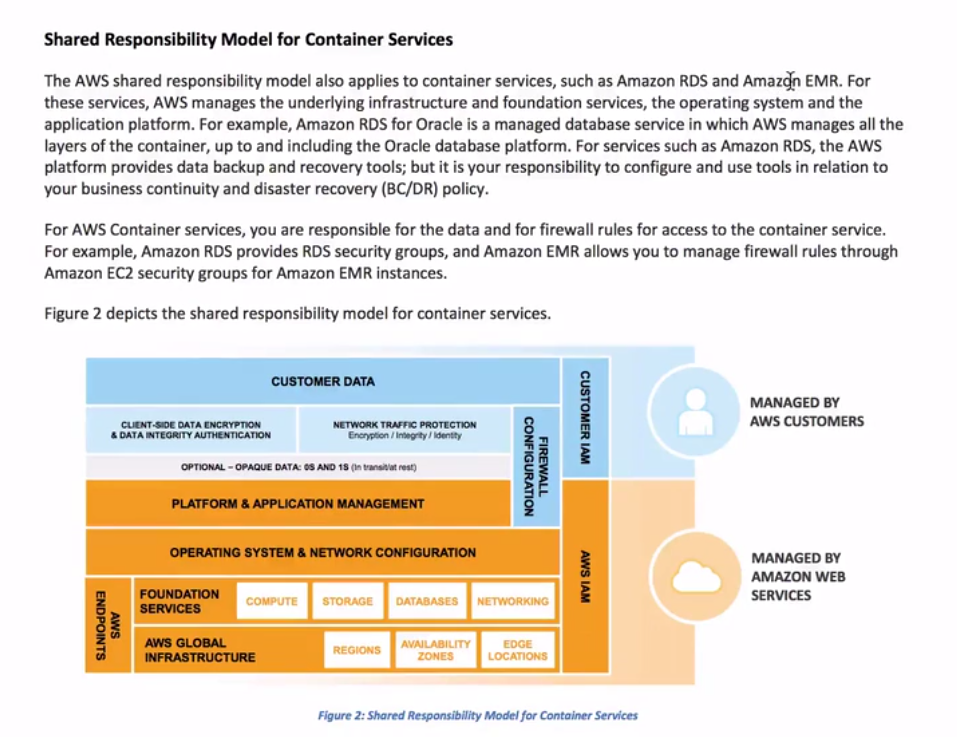 Shared Responsibility Model for Container Services
The AWS shared responsibility model also applies to container services, such as Amazon RDS and Amazon EMR. For
these services, AWS manages the underlying infrastructure and foundation services, the operating system and the
application platform. For example, Amazon RDS for Oracle is a managed database service in which AWS manages all the
layers of the container, up to and including the Oracle database platform. For services such as Amazon RDS, the AWS
platform provides data backup and recovery tools; but it is your responsibility to configure and use tools in relation to
your business continuity and disaster recovery (BC/DR) policy.
For AWS Container services, you are responsible for the data and for firewall rules for access to the container service.
For example, Amazon RDS provides RDS security groups, and Amazon EMR allows you to manage firewall rules through
Amazon EC2 security groups for Amazon EMR instances.
Figure 2 depicts the shared responsibility model for container services.
CUSTOMER DATA
CLIENT-SIDE DATA ENCRYPTION
& DATA INTEGRITY AUTHENTICATION
NETWORK TRAFFIC PROTECTION
Encryption / Integrity / Identity
OPTIONAL – OPAQUE DATA: 0S AND 1S (In transit/at rest)
FIREWALL
CONFIGURATION
CUSTOMER IAM
MANAGED BY
AWS CUSTOMERS
PLATFORM & APPLICATION MANAGEMENT
OPERATING SYSTEM & NETWORK CONFIGURATION
AWS
ENDPOINTS
FOUNDATION
SERVICES
COMPUTE
STORAGE
DATABASES
NETWORKING
AWS GLOBAL
INFRASTRUCTURE
REGIONS
AVAILABILITY
ZONES
EDGE
LOCATIONS
AWS IAM
MANAGED BY
AMAZON WEB
SERVICES
Figure 2: Shared Responsibility Model for Container Services